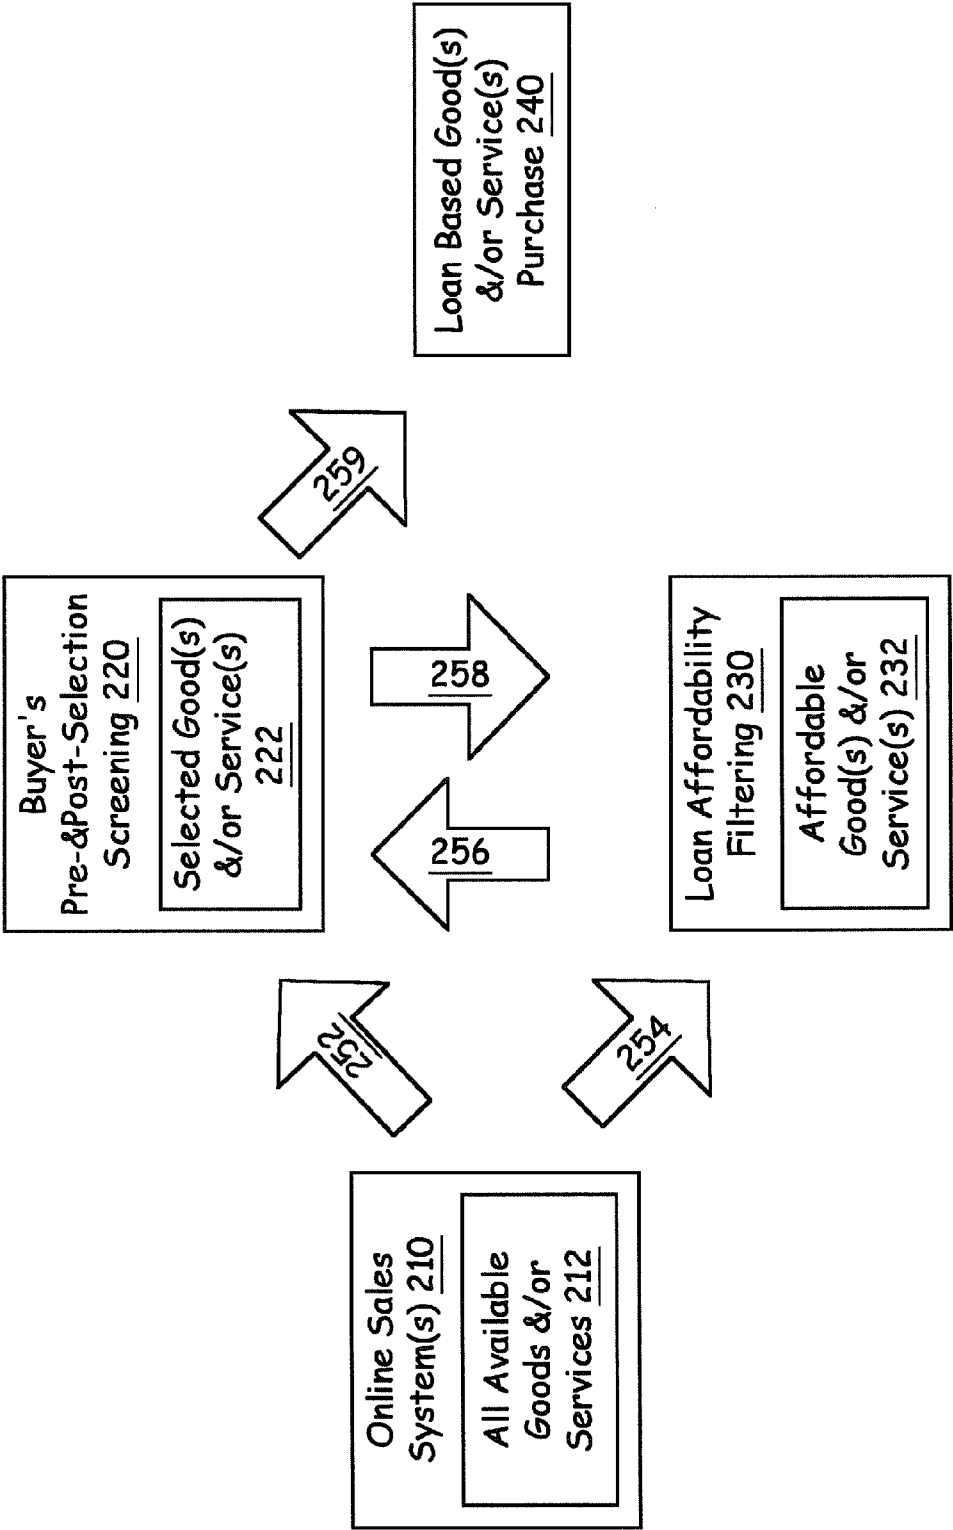 Online Sales
System(s) 210
All Available
Goods &/or
Services 212
252
254
Buyer's
Pre-&Post-Selection
Screening 220
Selected Good(s)
&/or Service(s)
222
256
258
Loan Affordability
Filtering 230
Affordable
Good(s) &/or
Service(s) 232
259
Loan Based Good(s)
&/or Service(s)
Purchase 240